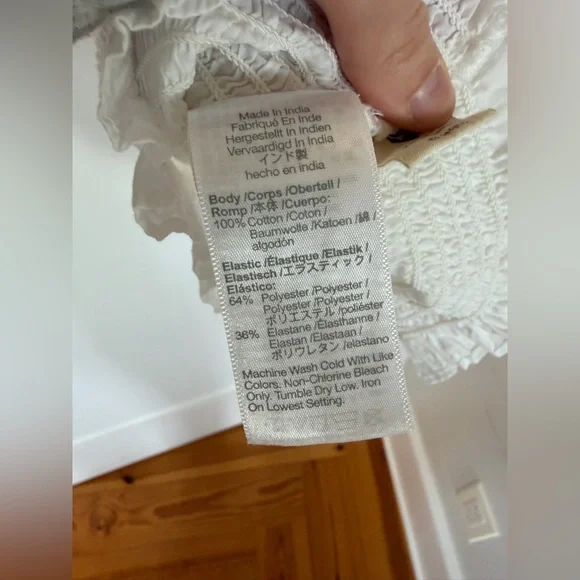 Made In India
Fabriqué En Inde
Hergestellt In Indien
Vervaardigd In India
インド製
hecho en india
Body /Corps /Obertell /
Romp /本体 /Cuerpo:
100% Cotton /Coton /
Baumwolle /Katoen /綿 /
algodón
Elastic /Élastique /Elastik /
Elastisch /エラスティック /
Elástico:
64% Polyester /Polyester /
Polyester /Polyester /
ポリエステル /poliéster
36% Elastane /Élasthanne /
Elastan /Elastaan /
ポリウレタン /elastano
Machine Wash Cold With Like
Colors. Non-Chlorine Bleach
Only. Tumble Dry Low. Iron
On Lowest Setting.